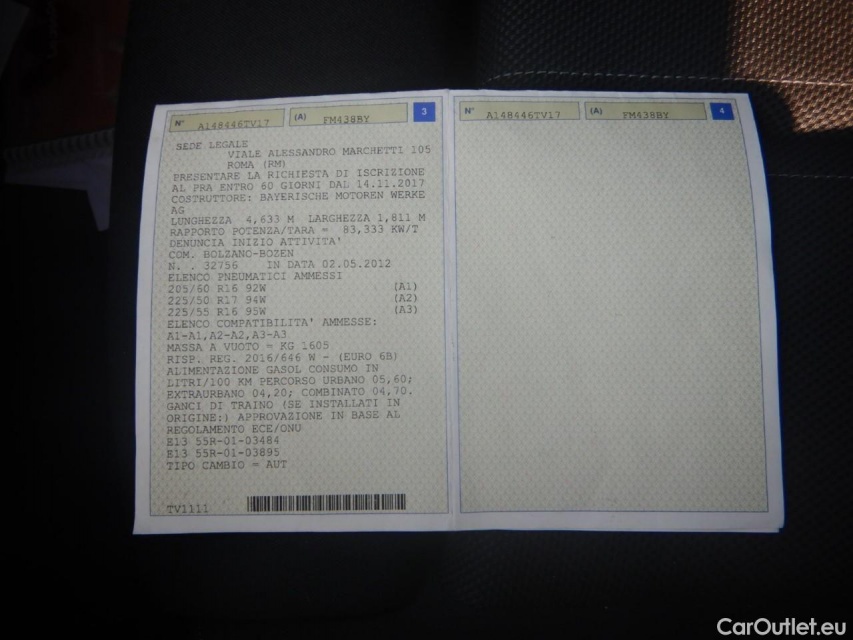 N° A148446TV17 (A) FM438BY 3
SEDE LEGALE
VIALE ALESSANDRO MARCHETTI 105
ROMA (RM)
PRESENTARE LA RICHIESTA DI ISCRIZIONE
AL PRA ENTRO 60 GIORNI DAL 14.11.2017
COSTRUTTORE: BAYERISCHE MOTOREN WERKE
AG
LUNGHEZZA 4,633 M LARGHEZZA 1,811 M
RAPPORTO POTENZA/TARA = 83,333 KW/T
DENUNCIA INIZIO ATTIVITA'
COM. BOLZANO-BOZEN
N. . 32756 IN DATA 02.05.2012
ELENCO PNEUMATICI AMMESSI
205/60 R16 92W (A1)
225/50 R17 94W (A2)
225/55 R16 95W (A3)
ELENCO COMPATIBILITA' AMMESSE:
A1-A1,A2-A2,A3-A3
MASSA A VUOTO = KG 1605
RISP. REG. 2016/646 W - (EURO 6B)
ALIMENTAZIONE GASOL CONSUMO IN
LITRI/100 KM PERCORSO URBANO 05,60;
EXTRAURBANO 04,20; COMBINATO 04,70.
GANCI DI TRAINO (SE INSTALLATI IN
ORIGINE:) APPROVAZIONE IN BASE AL
REGOLAMENTO ECE/ONU
E13 55R-01-03484
E13 55R-01-03895
TIPO CAMBIO = AUT
TV1111
N° A148446TV17 (A) FM438BY 4
CarOutlet.eu